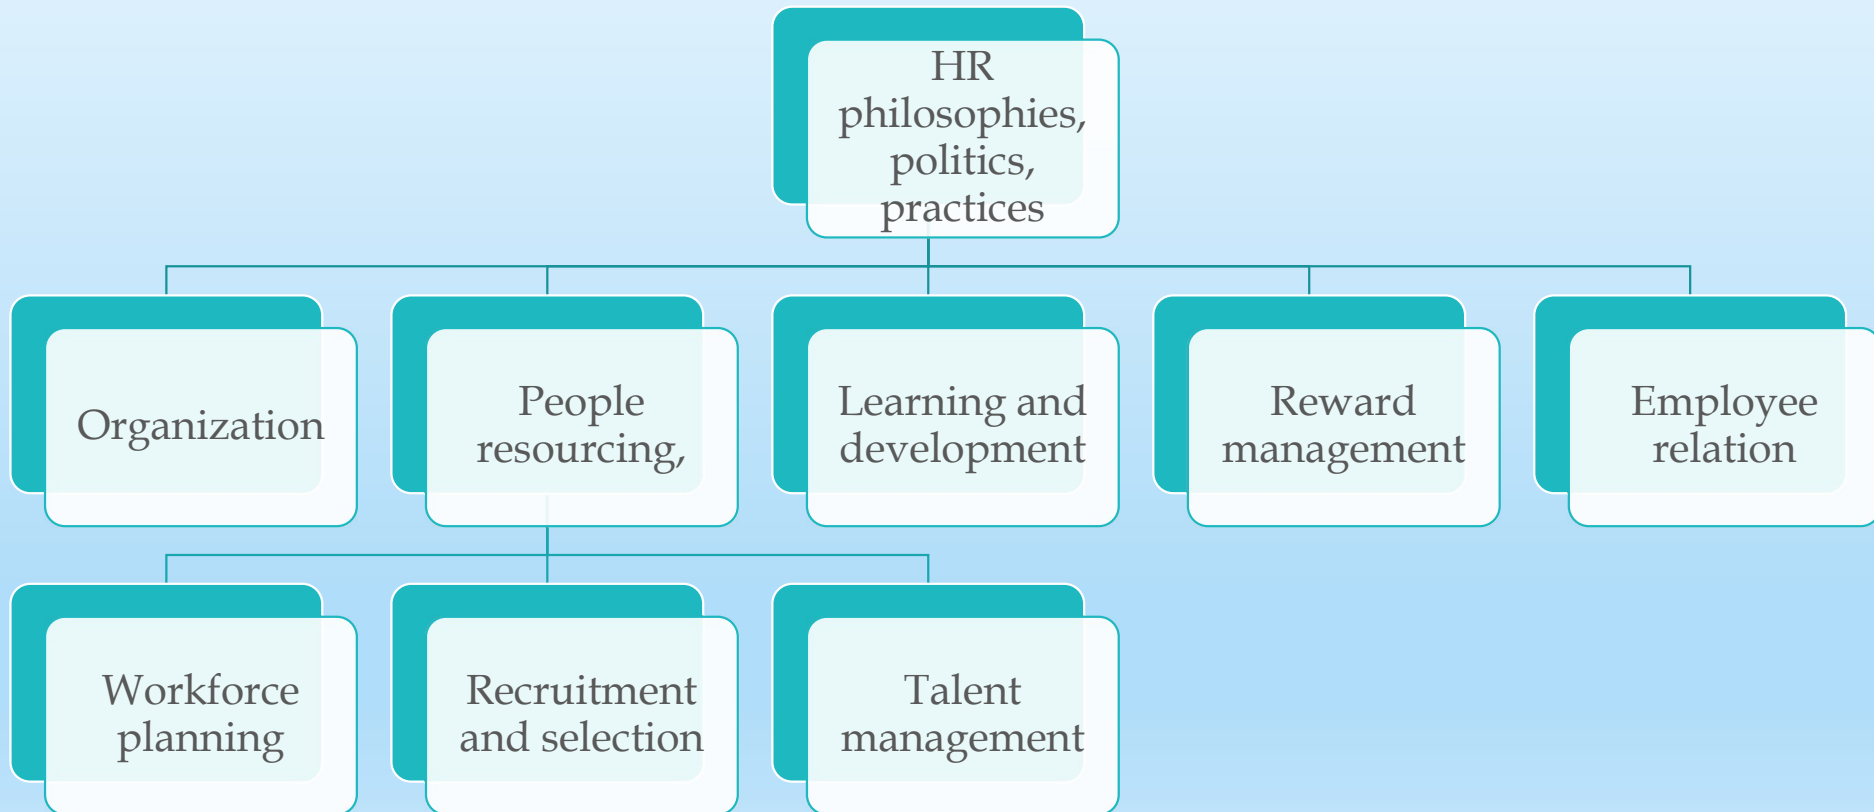 HR
philosophies,
politics,
practices
Organization
People
resourcing,
Learning and
development
Reward
management
Employee
relation
Workforce
planning
Recruitment
and selection
Talent
management